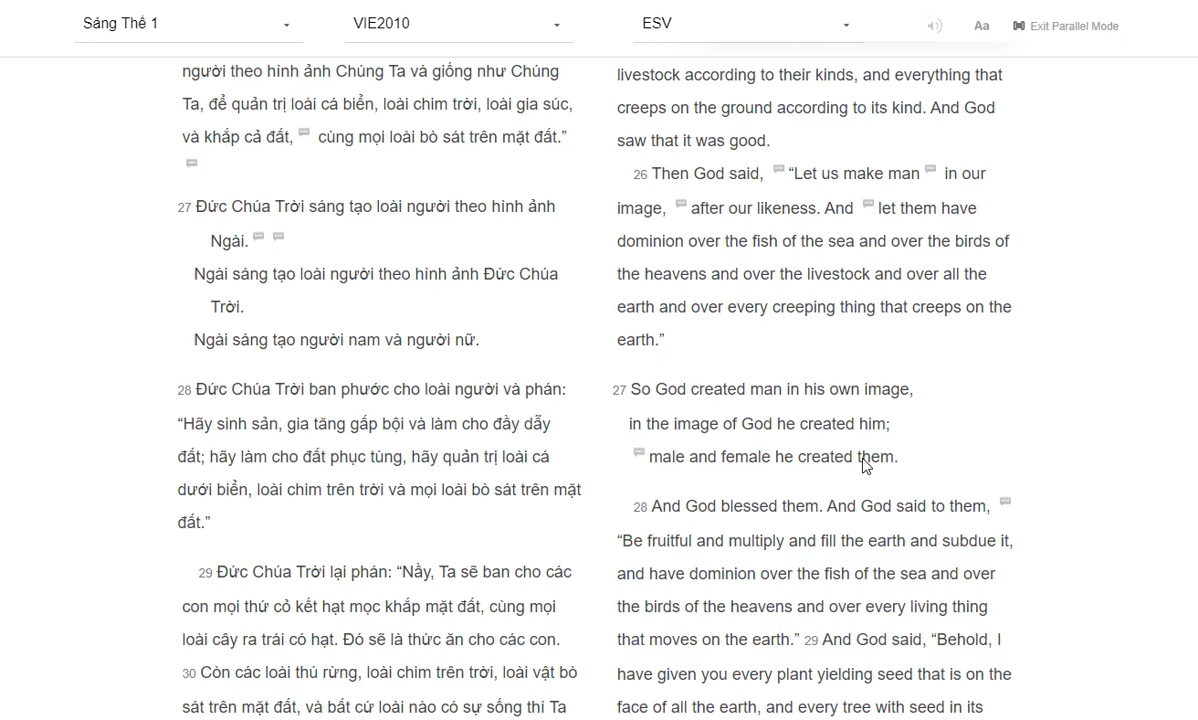 Sáng Thế 1
VIE2010
ESV
Aa
Exit Parallel Mode
người theo hình ảnh Chúng Ta và giống như Chúng
Ta, để quản trị loài cá biển, loài chim trời, loài gia súc,
và khắp cả đất, cùng mọi loài bò sát trên mặt đất.”
27 Đức Chúa Trời sáng tạo loài người theo hình ảnh
Ngài.
Ngài sáng tạo loài người theo hình ảnh Đức Chúa
Trời.
Ngài sáng tạo người nam và người nữ.
28 Đức Chúa Trời ban phước cho loài người và phán:
“Hãy sinh sản, gia tăng gấp bội và làm cho đầy dẫy
đất; hãy làm cho đất phục tùng, hãy quản trị loài cá
dưới biển, loài chim trên trời và mọi loài bò sát trên mặt
đất.”
29 Đức Chúa Trời lại phán: “Nầy, Ta sẽ ban cho các
con mọi thứ cỏ kết hạt mọc khắp mặt đất, cùng mọi
loài cây ra trái có hạt. Đó sẽ là thức ăn cho các con.
30 Còn các loài thú rừng, loài chim trên trời, loài vật bò
sát trên mặt đất, và bất cứ loài nào có sự sống thì Ta
livestock according to their kinds, and everything that
creeps on the ground according to its kind. And God
saw that it was good.
26 Then God said, “Let us make man in our
image, after our likeness. And let them have
dominion over the fish of the sea and over the birds of
the heavens and over the livestock and over all the
earth and over every creeping thing that creeps on the
earth.”
27 So God created man in his own image,
in the image of God he created him;
male and female he created them.
28 And God blessed them. And God said to them,
“Be fruitful and multiply and fill the earth and subdue it,
and have dominion over the fish of the sea and over
the birds of the heavens and over every living thing
that moves on the earth.” 29 And God said, “Behold, I
have given you every plant yielding seed that is on the
face of all the earth, and every tree with seed in its